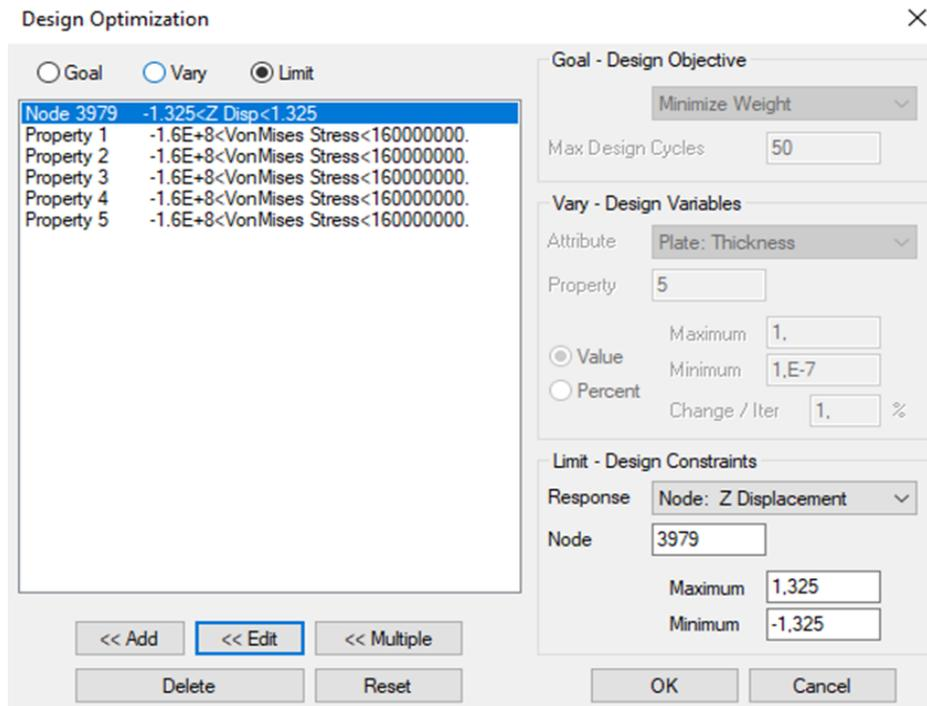 Design Optimization
Goal Vary Limit
Node 3979 -1.325<Z Disp<1.325
Property 1 -1.6E+8<VonMises Stress<160000000.
Property 2 -1.6E+8<VonMises Stress<160000000.
Property 3 -1.6E+8<VonMises Stress<160000000.
Property 4 -1.6E+8<VonMises Stress<160000000.
Property 5 -1.6E+8<VonMises Stress<160000000.
<< Add << Edit << Multiple
Delete Reset
Goal - Design Objective
Minimize Weight
Max Design Cycles 50
Vary - Design Variables
Attribute Plate: Thickness
Property 5
Value
Percent
Maximum 1,
Minimum 1,E-7
Change / Iter 1, %
Limit - Design Constraints
Response Node: Z Displacement
Node 3979
Maximum 1,325
Minimum -1,325
OK Cancel